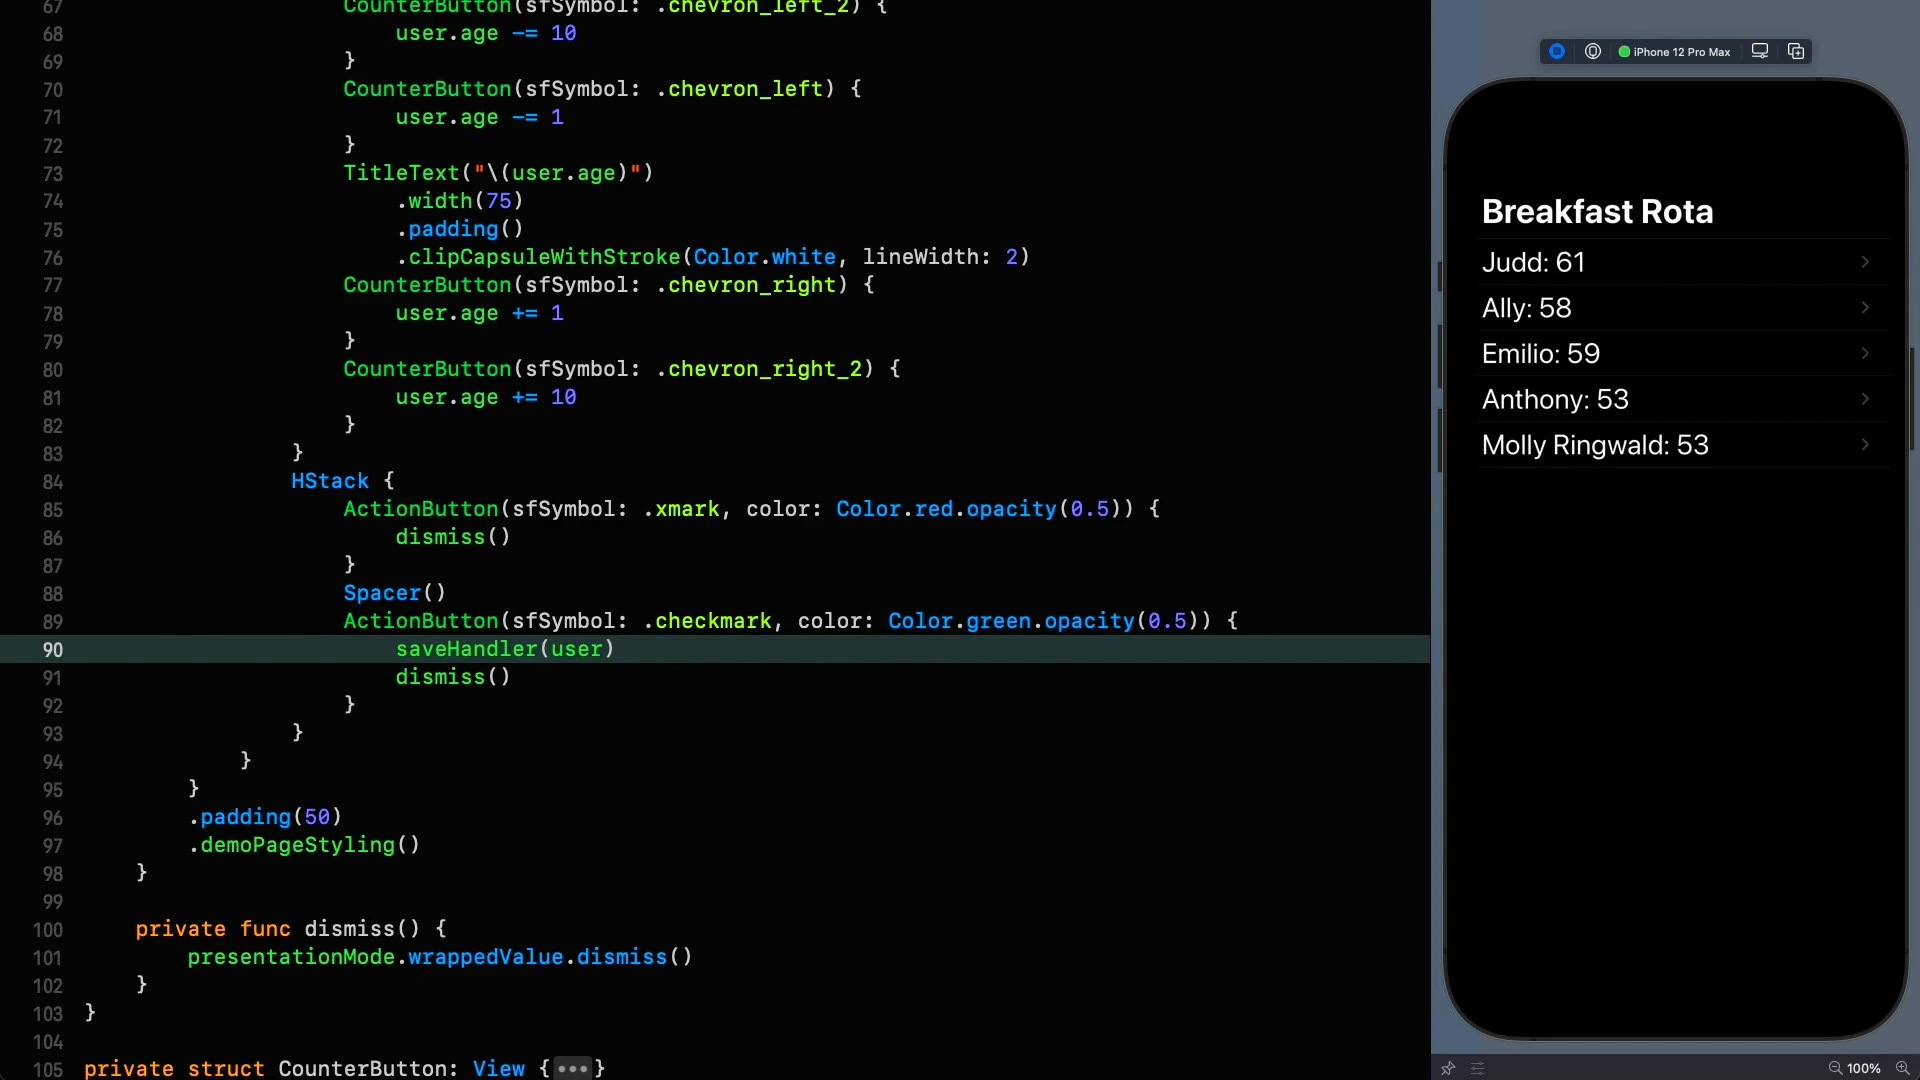 67 CounterButton(sfSymbol: .chevron_left_2) {
68 user.age -= 10
69 }
70 CounterButton(sfSymbol: .chevron_left) {
71 user.age -= 1
72 }
73 TitleText("\(user.age)")
74 .width(75)
75 .padding()
76 .clipCapsuleWithStroke(Color.white, lineWidth: 2)
77 CounterButton(sfSymbol: .chevron_right) {
78 user.age += 1
79 }
80 CounterButton(sfSymbol: .chevron_right_2) {
81 user.age += 10
82 }
83 }
84 HStack {
85 ActionButton(sfSymbol: .xmark, color: Color.red.opacity(0.5)) {
86 dismiss()
87 }
88 Spacer()
89 ActionButton(sfSymbol: .checkmark, color: Color.green.opacity(0.5)) {
90 saveHandler(user)
91 dismiss()
92 }
93 }
94 }
95 }
96 .padding(50)
97 .demoPageStyling()
98 }
99
100 private func dismiss() {
101 presentationMode.wrappedValue.dismiss()
102 }
103 }
104
105 private struct CounterButton: View {•••}
iPhone 12 Pro Max
Breakfast Rota
Judd: 61
Ally: 58
Emilio: 59
Anthony: 53
Molly Ringwald: 53
100%